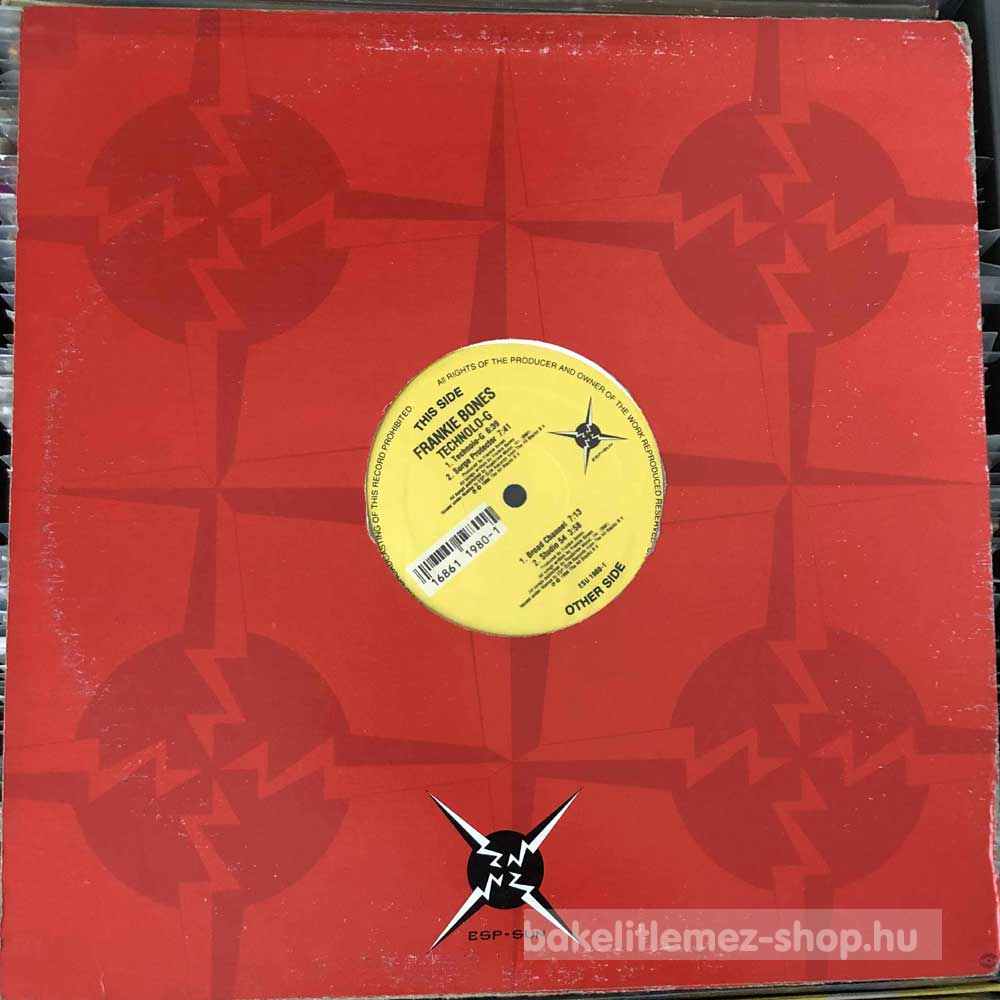 All RIGHTS OF THE PRODUCER AND OWNER OF THE WORK REPRODUCED RESERVED
BROADCASTING OF THIS RECORD PROHIBITED
THIS SIDE
FRANKIE BONES
TECHNOLO-G
1. Technolo-G 6:39
2. Surge Protector 7:41
16861 1980-1
1. Broad Channel 7:13
2. Studio 54 3:58
ESU 1980-1
OTHER SIDE
ESP-SUN
bakelitlemez-shop.hu